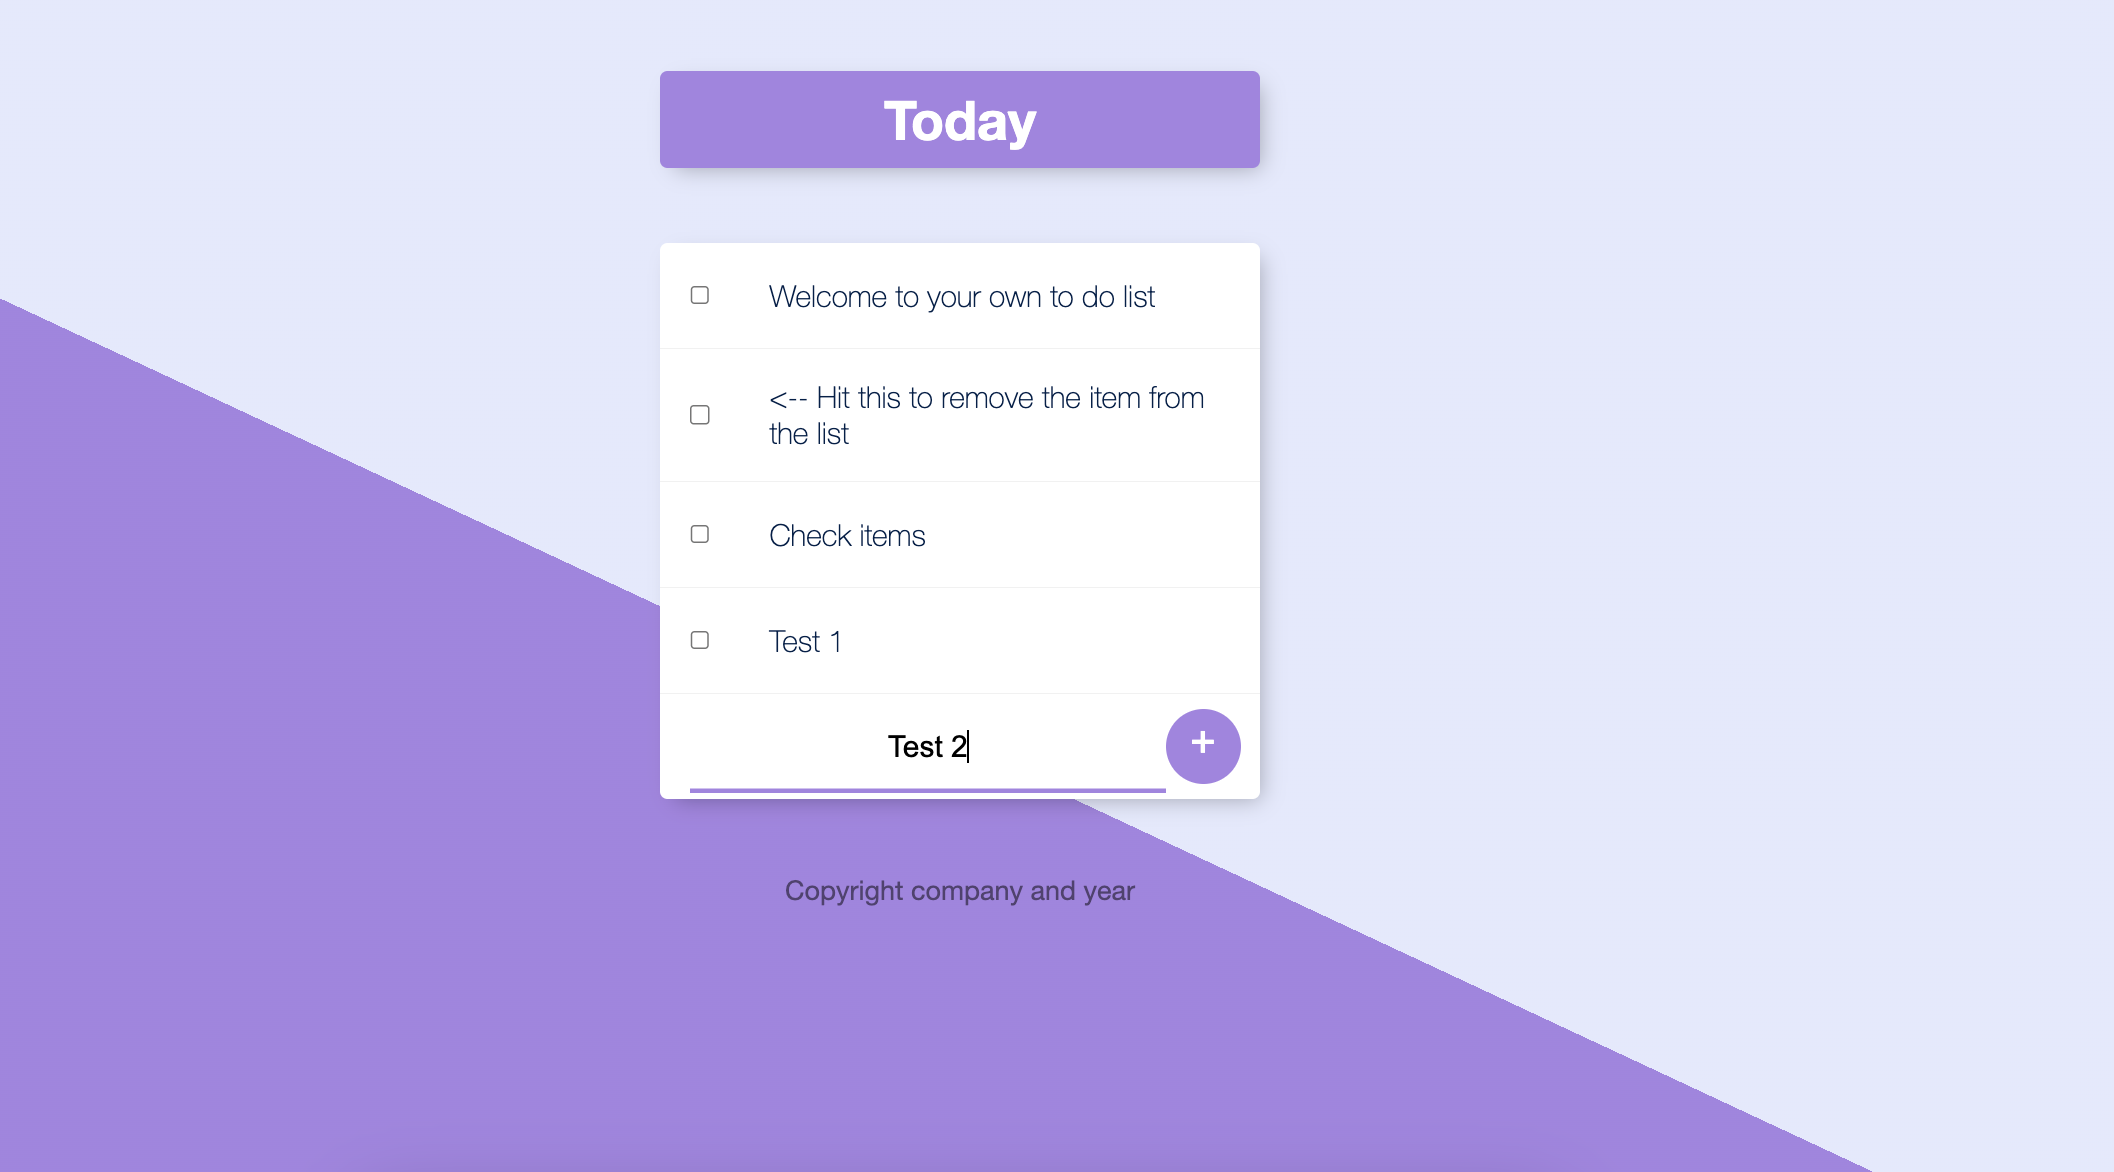 Today
Welcome to your own to do list
<-- Hit this to remove the item from
the list
Check items
Test 1
Test 2
+
Copyright company and year